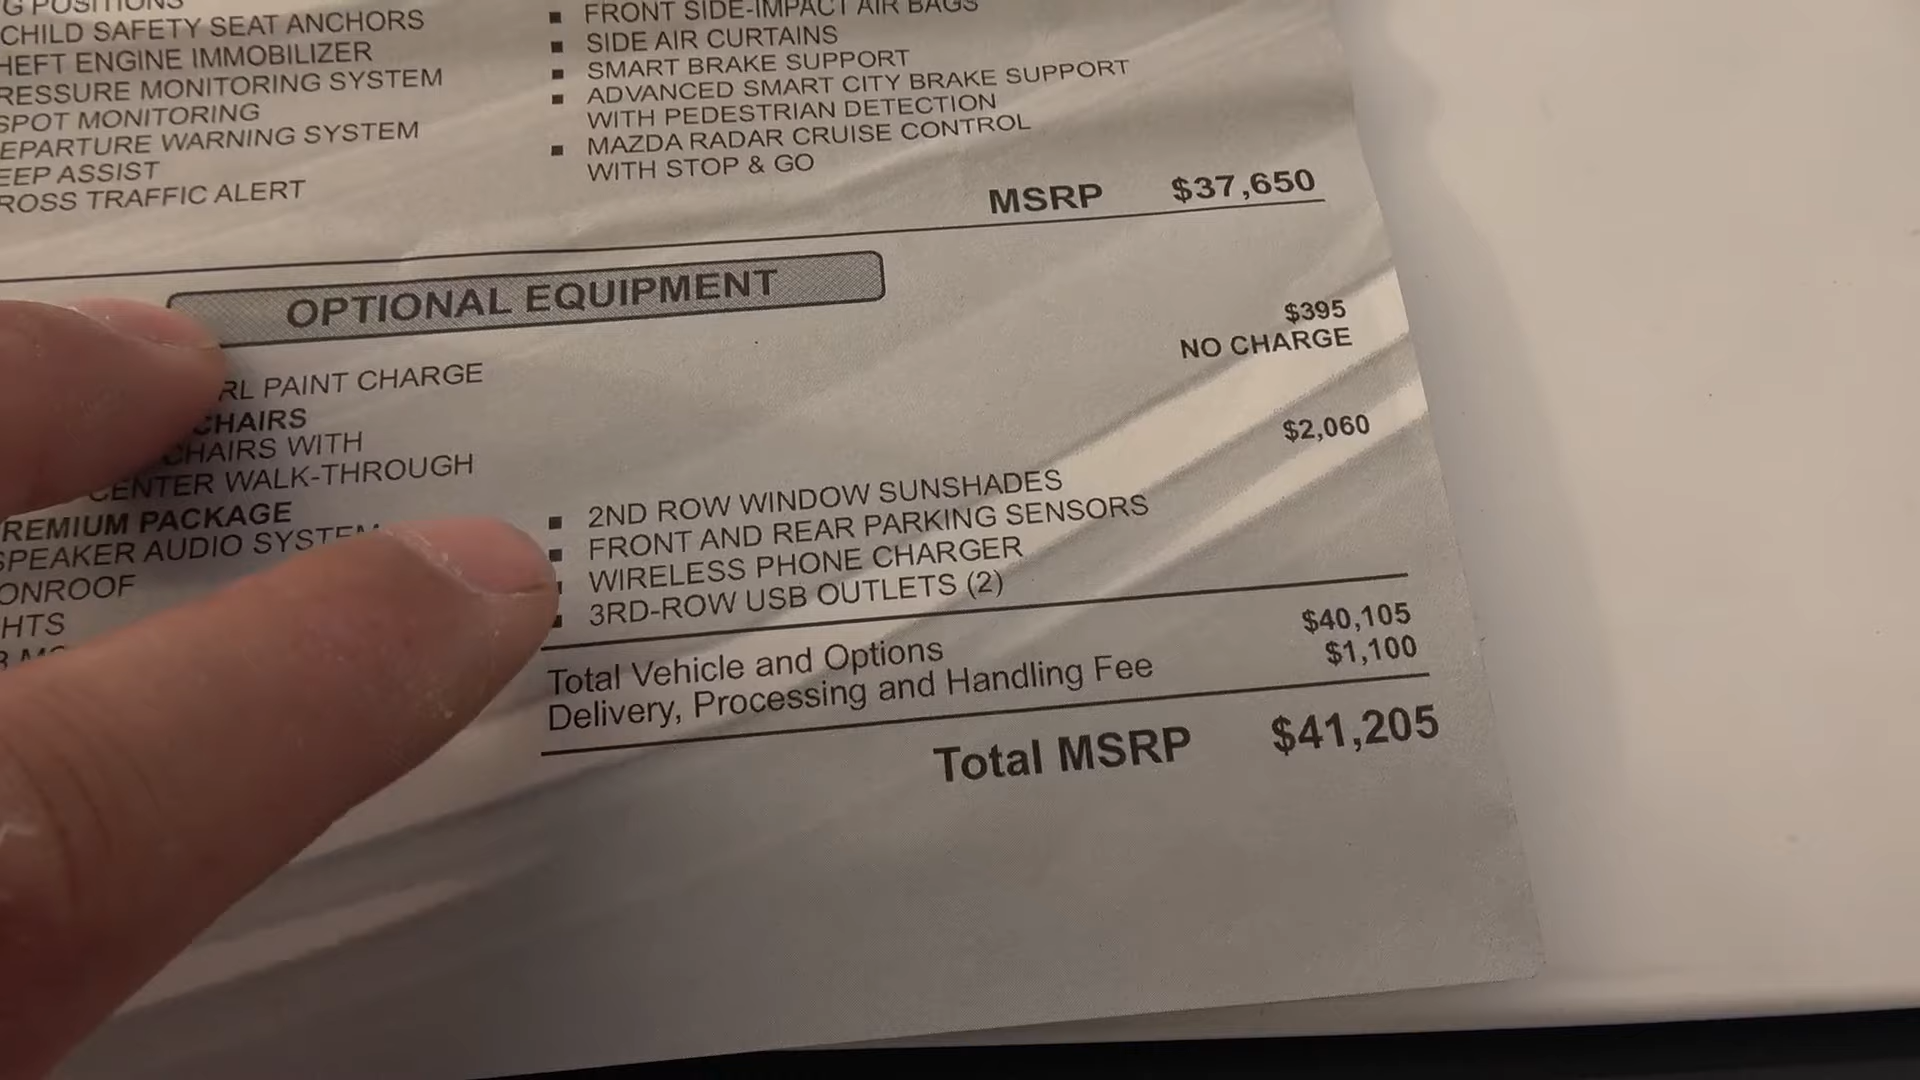 G POSITIONS
CHILD SAFETY SEAT ANCHORS
HEFT ENGINE IMMOBILIZER
RESSURE MONITORING SYSTEM
SPOT MONITORING
EPARTURE WARNING SYSTEM
EEP ASSIST
ROSS TRAFFIC ALERT
▪ FRONT SIDE-IMPACT AIR BAGS
▪ SIDE AIR CURTAINS
▪ SMART BRAKE SUPPORT
▪ ADVANCED SMART CITY BRAKE SUPPORT
WITH PEDESTRIAN DETECTION
▪ MAZDA RADAR CRUISE CONTROL
WITH STOP & GO
MSRP $37,650
OPTIONAL EQUIPMENT
RL PAINT CHARGE $395
CHAIRS NO CHARGE
CHAIRS WITH
CENTER WALK-THROUGH
REMIUM PACKAGE $2,060
SPEAKER AUDIO SYSTEM
ONROOF
HTS
▪ 2ND ROW WINDOW SUNSHADES
▪ FRONT AND REAR PARKING SENSORS
▪ WIRELESS PHONE CHARGER
▪ 3RD-ROW USB OUTLETS (2)
Total Vehicle and Options $40,105
Delivery, Processing and Handling Fee $1,100
Total MSRP $41,205